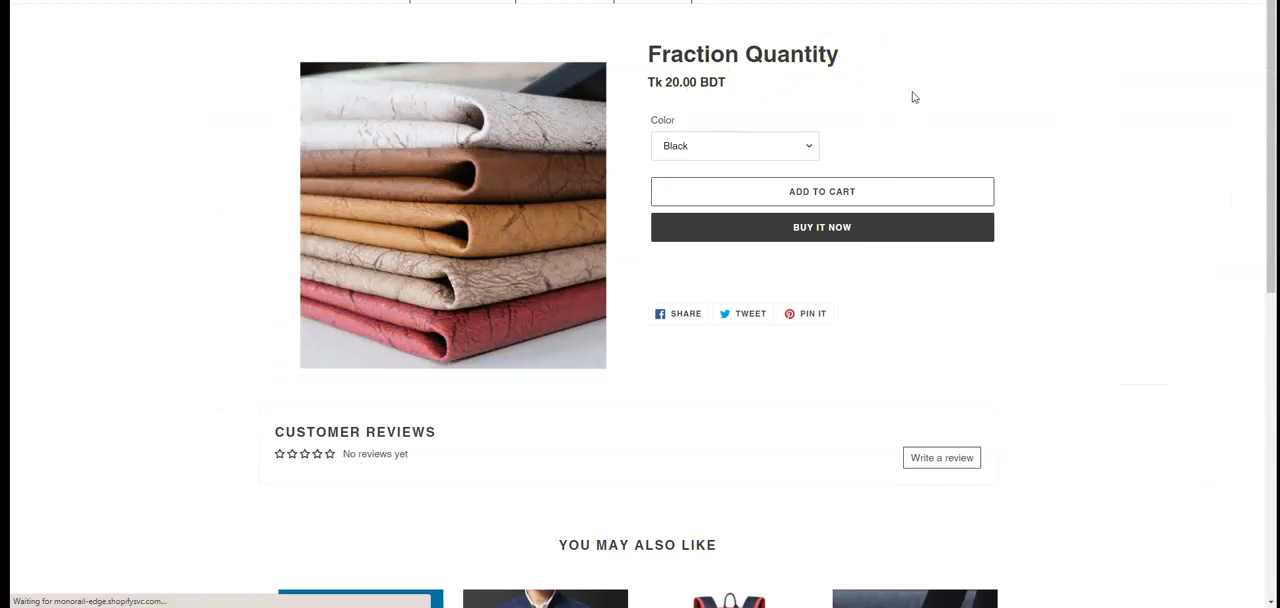 Fraction Quantity
Tk 20.00 BDT
Color
Black
ADD TO CART
BUY IT NOW
SHARE TWEET PIN IT
CUSTOMER REVIEWS
No reviews yet
Write a review
YOU MAY ALSO LIKE
Waiting for monorail-edge.shopifysvc.com...